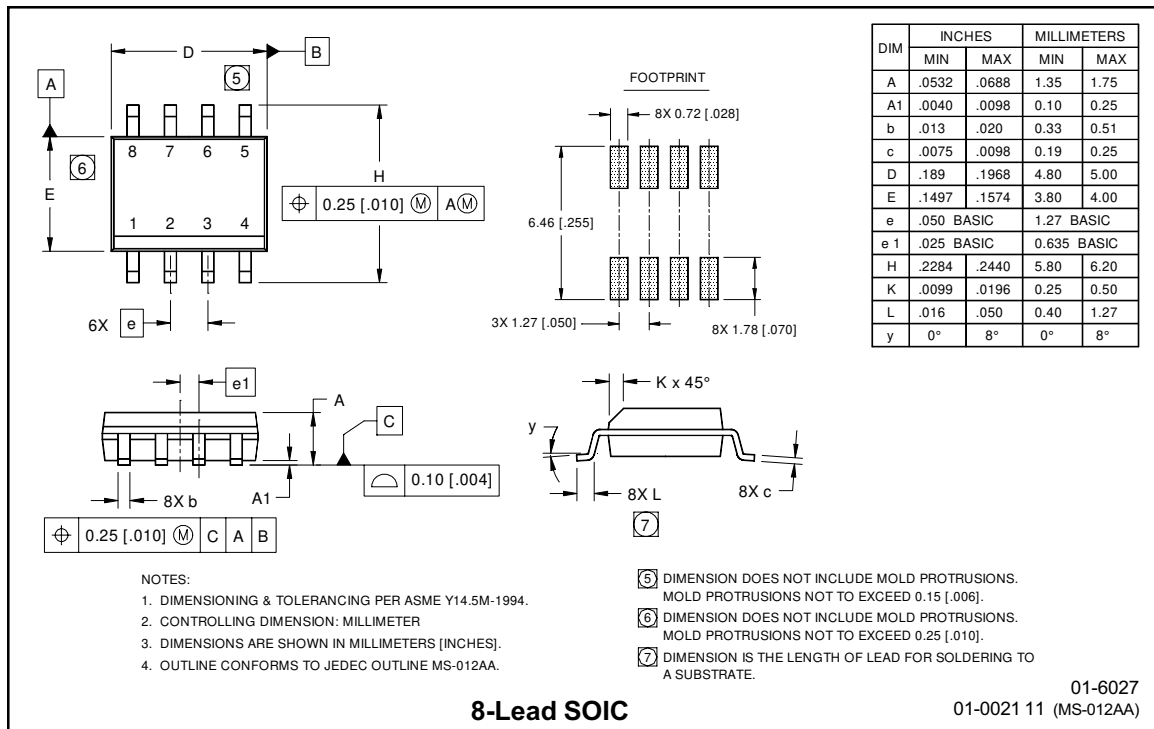 D
B
5
A
8 7 6 5
6
E
H
⌖ 0.25 [.010] Ⓜ AⓂ
1 2 3 4
6X e
FOOTPRINT
8X 0.72 [.028]
6.46 [.255]
3X 1.27 [.050]
8X 1.78 [.070]
DIM INCHES MILLIMETERS
MIN MAX MIN MAX
A .0532 .0688 1.35 1.75
A1 .0040 .0098 0.10 0.25
b .013 .020 0.33 0.51
c .0075 .0098 0.19 0.25
D .189 .1968 4.80 5.00
E .1497 .1574 3.80 4.00
e .050 BASIC 1.27 BASIC
e 1 .025 BASIC 0.635 BASIC
H .2284 .2440 5.80 6.20
K .0099 .0196 0.25 0.50
L .016 .050 0.40 1.27
y 0° 8° 0° 8°
e1
A
C
⌓ 0.10 [.004]
A1
8X b
⌖ 0.25 [.010] Ⓜ C A B
K x 45°
y
8X L
8X c
7
NOTES:
1. DIMENSIONING & TOLERANCING PER ASME Y14.5M-1994.
2. CONTROLLING DIMENSION: MILLIMETER
3. DIMENSIONS ARE SHOWN IN MILLIMETERS [INCHES].
4. OUTLINE CONFORMS TO JEDEC OUTLINE MS-012AA.
5 DIMENSION DOES NOT INCLUDE MOLD PROTRUSIONS.
MOLD PROTRUSIONS NOT TO EXCEED 0.15 [.006].
6 DIMENSION DOES NOT INCLUDE MOLD PROTRUSIONS.
MOLD PROTRUSIONS NOT TO EXCEED 0.25 [.010].
7 DIMENSION IS THE LENGTH OF LEAD FOR SOLDERING TO
A SUBSTRATE.
8-Lead SOIC
01-6027
01-0021 11 (MS-012AA)